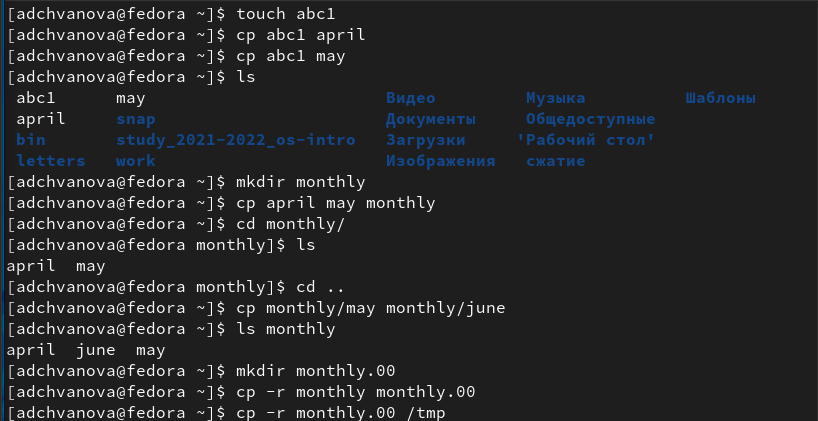 [adchvanova@fedora ~]$ touch abc1
[adchvanova@fedora ~]$ cp abc1 april
[adchvanova@fedora ~]$ cp abc1 may
[adchvanova@fedora ~]$ ls
abc1 may Видео Музыка Шаблоны
april snap Документы Общедоступные
bin study_2021-2022_os-intro Загрузки 'Рабочий стол'
letters work Изображения сжатие
[adchvanova@fedora ~]$ mkdir monthly
[adchvanova@fedora ~]$ cp april may monthly
[adchvanova@fedora ~]$ cd monthly/
[adchvanova@fedora monthly]$ ls
april may
[adchvanova@fedora monthly]$ cd ..
[adchvanova@fedora ~]$ cp monthly/may monthly/june
[adchvanova@fedora ~]$ ls monthly
april june may
[adchvanova@fedora ~]$ mkdir monthly.00
[adchvanova@fedora ~]$ cp -r monthly monthly.00
[adchvanova@fedora ~]$ cp -r monthly.00 /tmp